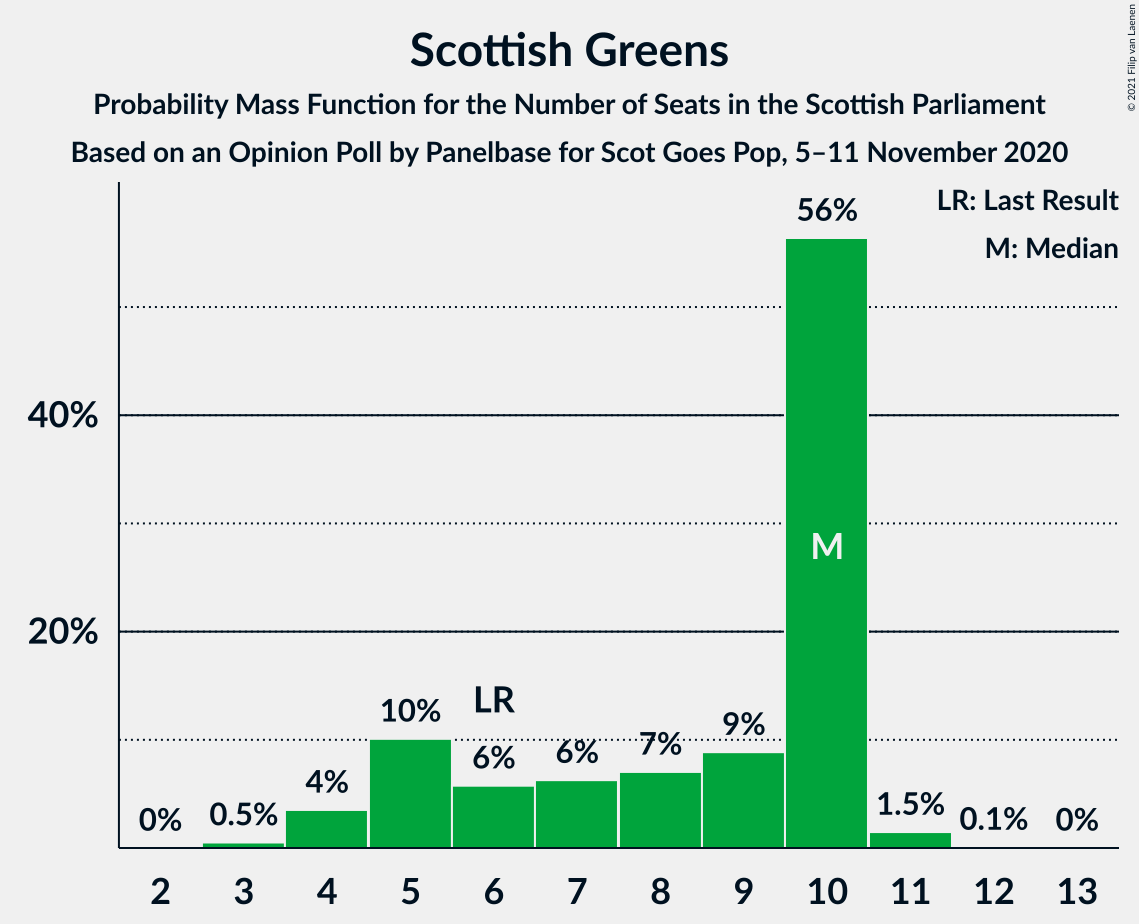 © 2021 Filip van Laenen
Scottish Greens
Probability Mass Function for the Number of Seats in the Scottish Parliament
Based on an Opinion Poll by Panelbase for Scot Goes Pop, 5–11 November 2020
LR: Last Result
M: Median
56%
40%
M
20%
LR
10%
9%
7%
6%
6%
4%
1.5%
0.5%
0%
0.1%
0%
2 3 4 5 6 7 8 9 10 11 12 13